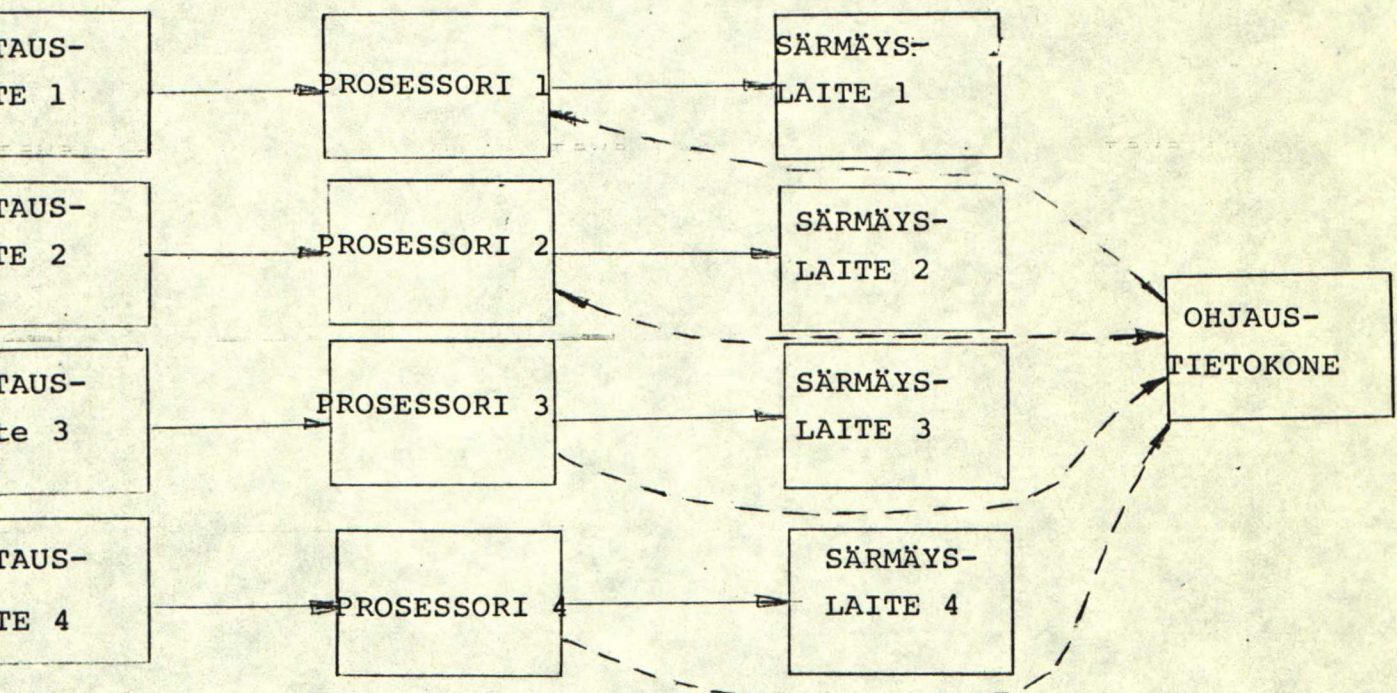 TAUS-
TE 1
PROSESSORI 1
SÄRMÄYS-
LAITE 1
TAUS-
TE 2
PROSESSORI 2
SÄRMÄYS-
LAITE 2
TAUS-
te 3
PROSESSORI 3
SÄRMÄYS-
LAITE 3
TAUS-
TE 4
PROSESSORI 4
SÄRMÄYS-
LAITE 4
OHJAUS-
TIETOKONE